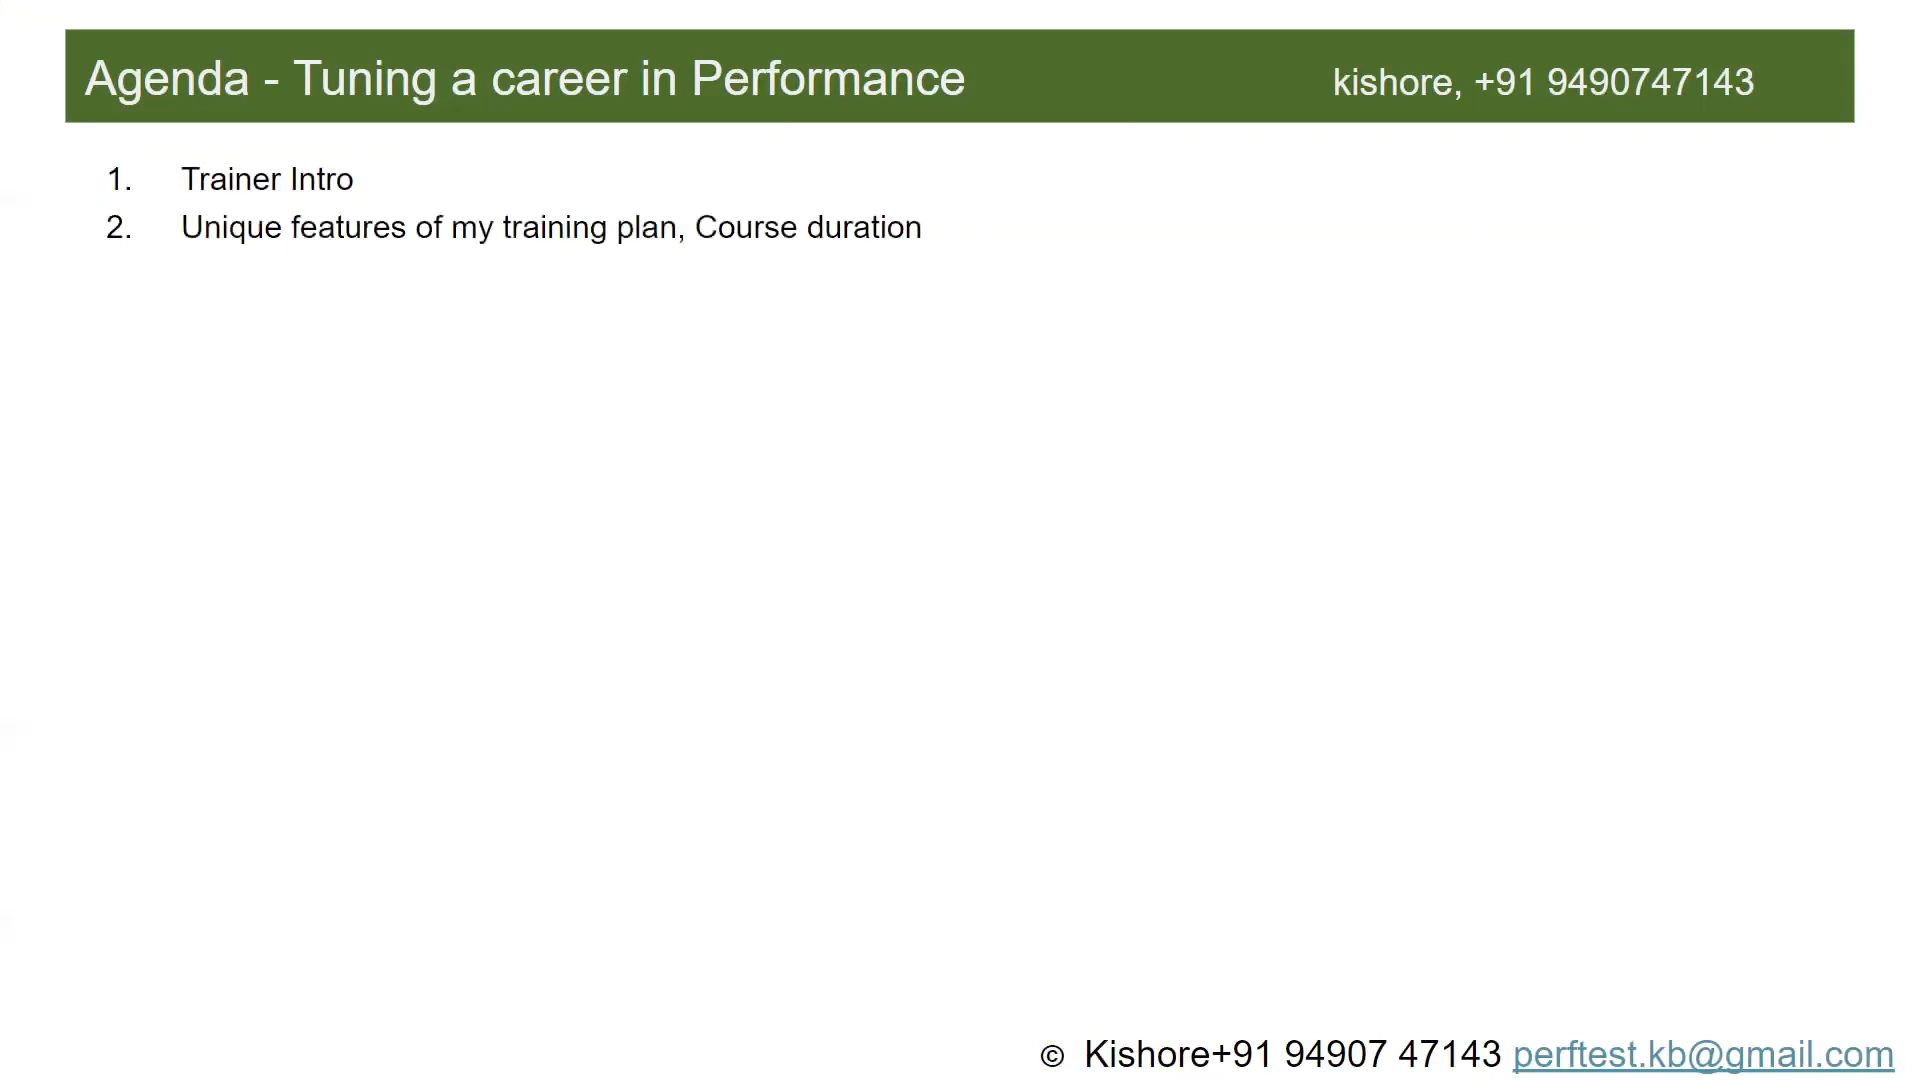 Agenda - Tuning a career in Performance kishore, +91 9490747143
1. Trainer Intro
2. Unique features of my training plan, Course duration
© Kishore+91 94907 47143 perftest.kb@gmail.com